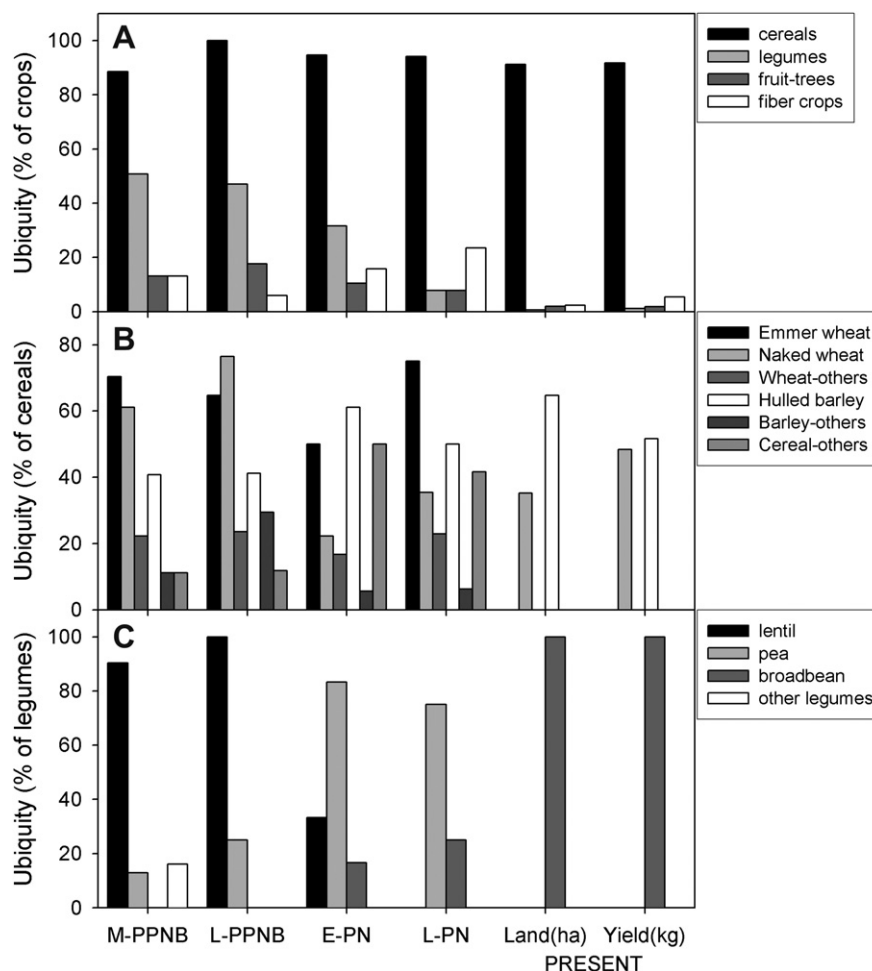 A
Ubiquity (% of crops)
100
80
60
40
20
0
cereals
legumes
fruit-trees
fiber crops
B
Ubiquity (% of cereals)
80
60
40
20
0
Emmer wheat
Naked wheat
Wheat-others
Hulled barley
Barley-others
Cereal-others
C
Ubiquity (% of legumes)
100
80
60
40
20
0
lentil
pea
broadbean
other legumes
M-PPNB L-PPNB E-PN L-PN Land(ha) Yield(kg)
PRESENT